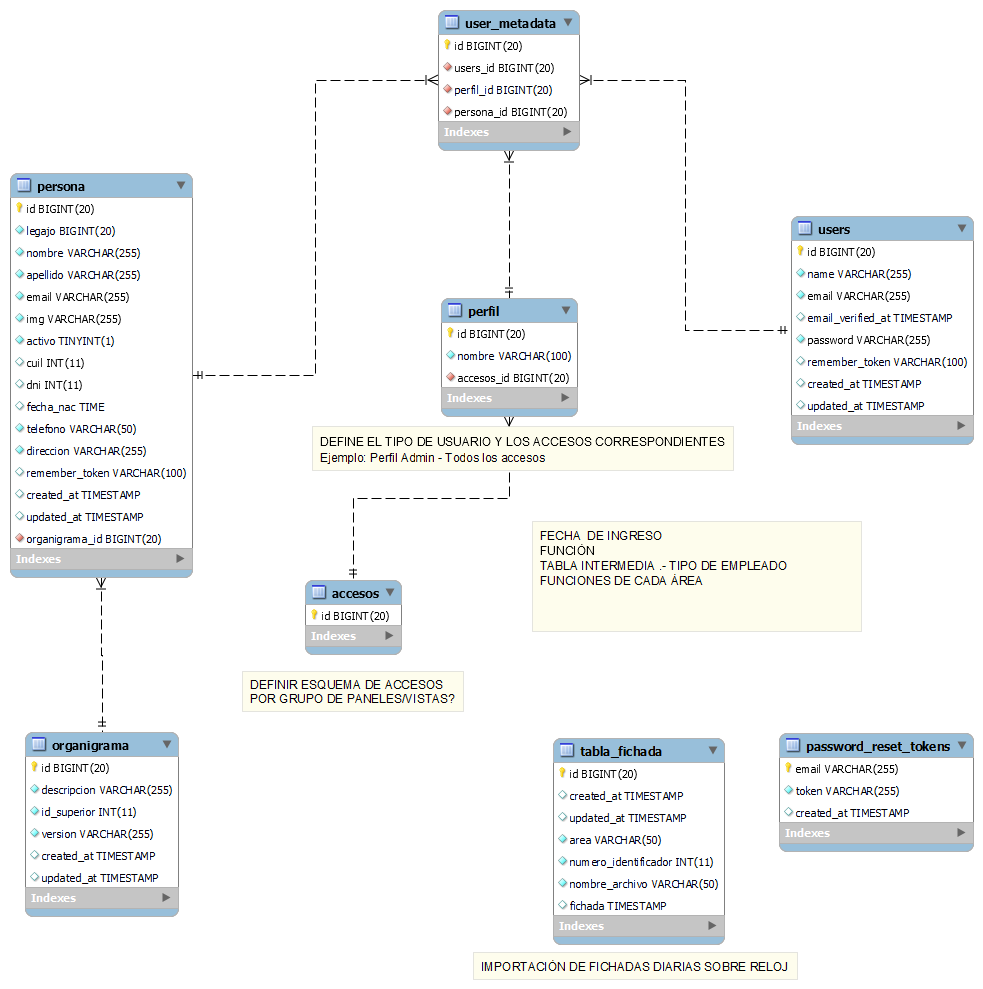 user_metadata
id BIGINT(20)
users_id BIGINT(20)
perfil_id BIGINT(20)
persona_id BIGINT(20)
Indexes
persona
id BIGINT(20)
legajo BIGINT(20)
nombre VARCHAR(255)
apellido VARCHAR(255)
email VARCHAR(255)
img VARCHAR(255)
activo TINYINT(1)
cuil INT(11)
dni INT(11)
fecha_nac TIME
telefono VARCHAR(50)
direccion VARCHAR(255)
remember_token VARCHAR(100)
created_at TIMESTAMP
updated_at TIMESTAMP
organigrama_id BIGINT(20)
Indexes
users
id BIGINT(20)
name VARCHAR(255)
email VARCHAR(255)
email_verified_at TIMESTAMP
password VARCHAR(255)
remember_token VARCHAR(100)
created_at TIMESTAMP
updated_at TIMESTAMP
Indexes
perfil
id BIGINT(20)
nombre VARCHAR(100)
accesos_id BIGINT(20)
Indexes
DEFINE EL TIPO DE USUARIO Y LOS ACCESOS CORRESPONDIENTES
Ejemplo: Perfil Admin - Todos los accesos
FECHA DE INGRESO
FUNCIÓN
TABLA INTERMEDIA .- TIPO DE EMPLEADO
FUNCIONES DE CADA ÁREA
accesos
id BIGINT(20)
Indexes
DEFINIR ESQUEMA DE ACCESOS
POR GRUPO DE PANELES/VISTAS?
organigrama
id BIGINT(20)
descripcion VARCHAR(255)
id_superior INT(11)
version VARCHAR(255)
created_at TIMESTAMP
updated_at TIMESTAMP
Indexes
tabla_fichada
id BIGINT(20)
created_at TIMESTAMP
updated_at TIMESTAMP
area VARCHAR(50)
numero_identificador INT(11)
nombre_archivo VARCHAR(50)
fichada TIMESTAMP
Indexes
IMPORTACIÓN DE FICHADAS DIARIAS SOBRE RELOJ
password_reset_tokens
email VARCHAR(255)
token VARCHAR(255)
created_at TIMESTAMP
Indexes